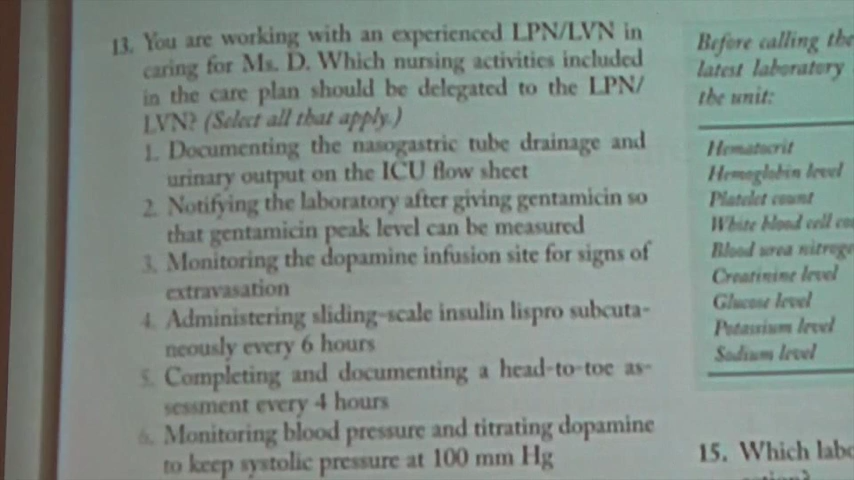 13. You are working with an experienced LPN/LVN in
caring for Ms. D. Which nursing activities included
in the care plan should be delegated to the LPN/
LVN? (Select all that apply.)
1. Documenting the nasogastric tube drainage and
urinary output on the ICU flow sheet
2. Notifying the laboratory after giving gentamicin so
that gentamicin peak level can be measured
3. Monitoring the dopamine infusion site for signs of
extravasation
4. Administering sliding-scale insulin lispro subcuta-
neously every 6 hours
5. Completing and documenting a head-to-toe as-
sessment every 4 hours
6. Monitoring blood pressure and titrating dopamine
to keep systolic pressure at 100 mm Hg
Before calling the
latest laboratory
the unit:
Hematocrit
Hemoglobin level
Platelet count
White blood cell
Blood urea
Creatinine level
Glucose level
Potassium level
Sodium level
15. Which